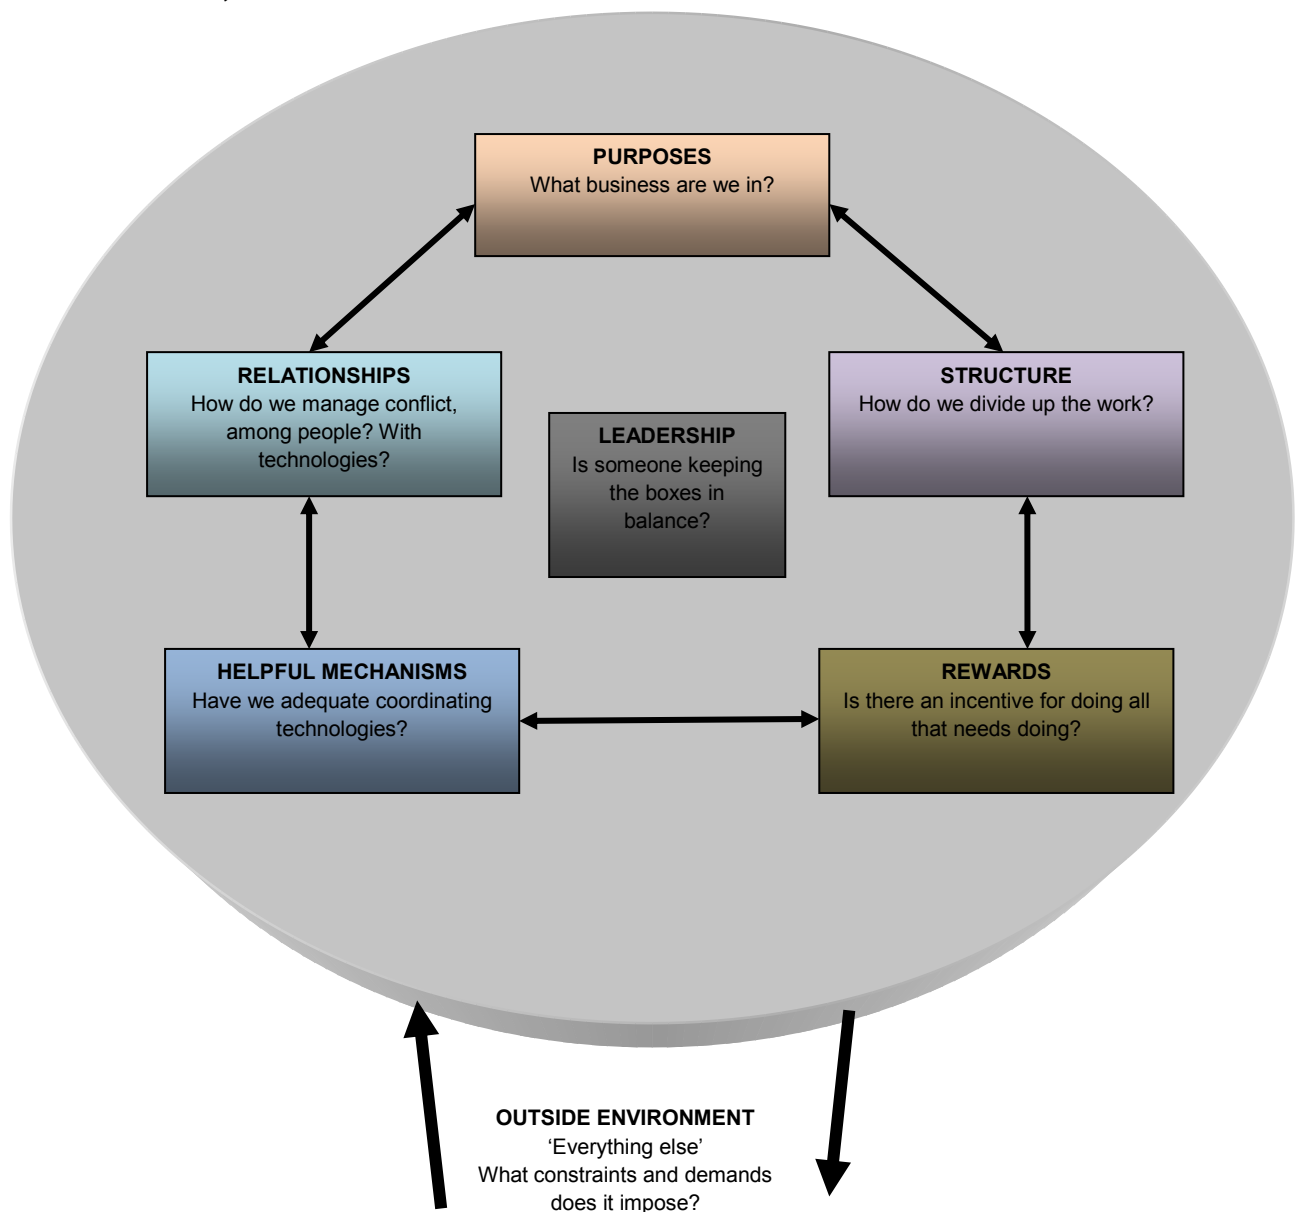 PURPOSES
What business are we in?
RELATIONSHIPS
How do we manage conflict,
among people? With
technologies?
STRUCTURE
How do we divide up the work?
LEADERSHIP
Is someone keeping
the boxes in
balance?
HELPFUL MECHANISMS
Have we adequate coordinating
technologies?
REWARDS
Is there an incentive for doing all
that needs doing?
OUTSIDE ENVIRONMENT
‘Everything else’
What constraints and demands
does it impose?